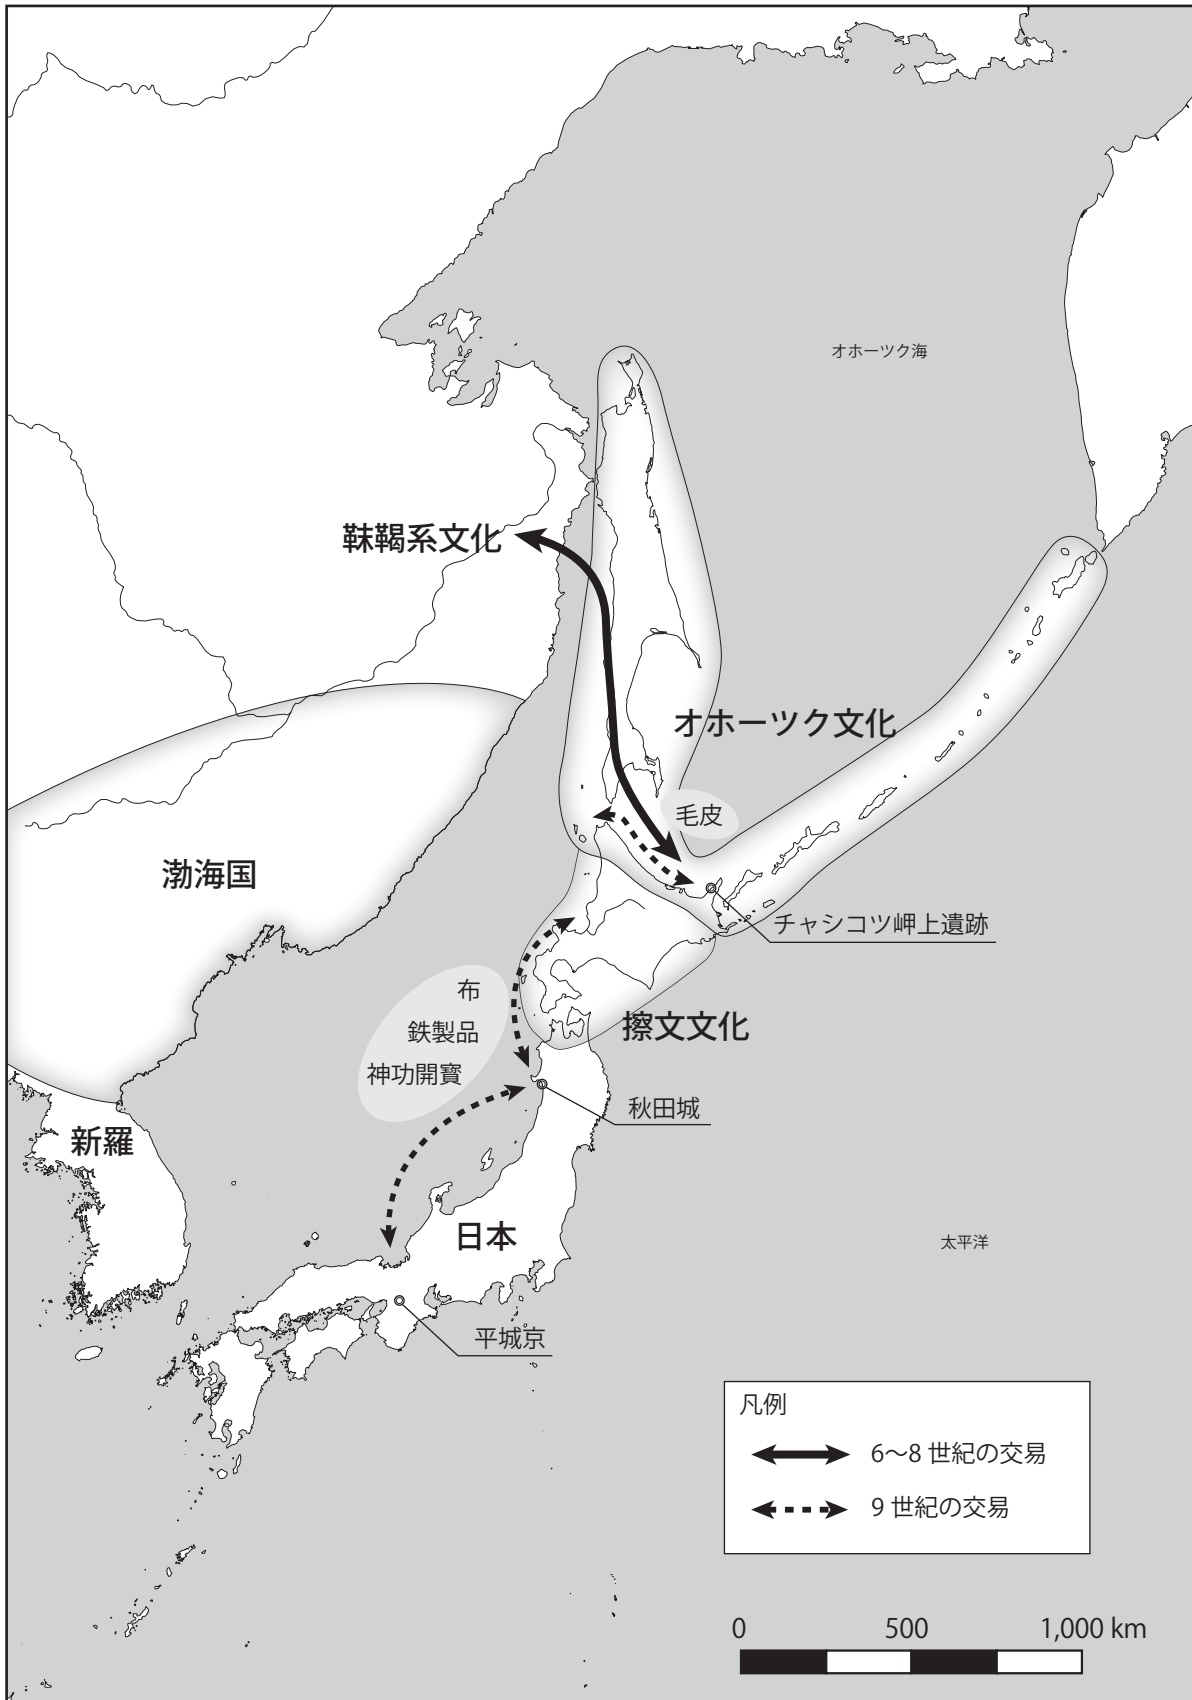 オホーツク海
靺鞨系文化
オホーツク文化
毛皮
渤海国
チャシコツ岬上遺跡
布
鉄製品
神功開寳
擦文文化
秋田城
新羅
日本
太平洋
平城京
凡例
6〜8 世紀の交易
9 世紀の交易
0 500 1,000 km